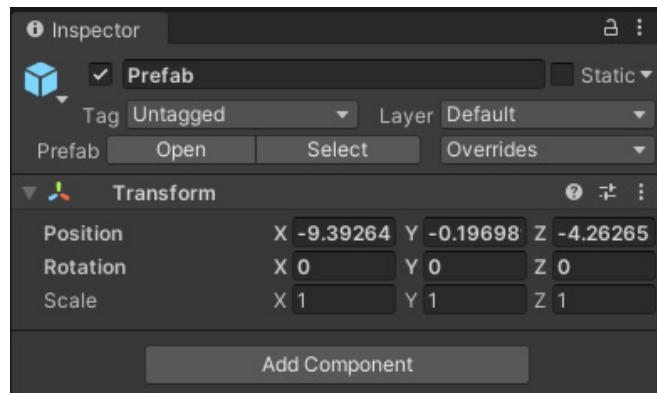 Inspector
Prefab Static
Tag Untagged Layer Default
Prefab Open Select Overrides
Transform
Position X -9.39264 Y -0.19698 Z -4.26265
Rotation X 0 Y 0 Z 0
Scale X 1 Y 1 Z 1
Add Component